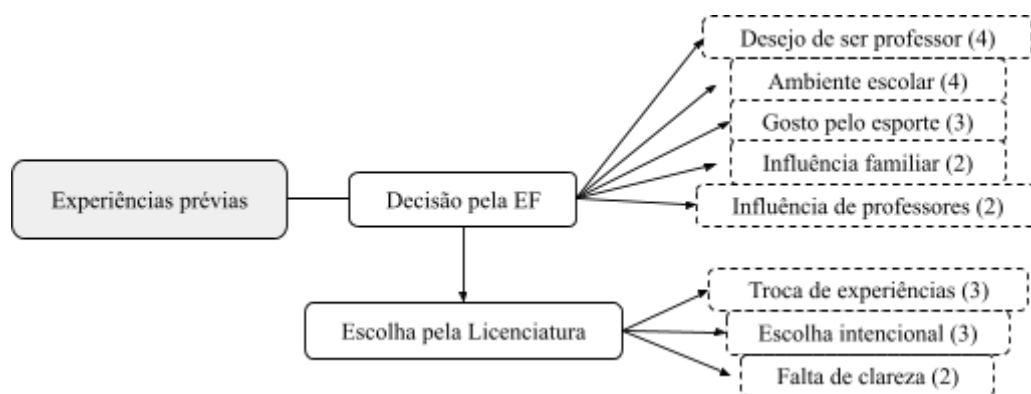 Experiências prévias
Decisão pela EF
Desejo de ser professor (4)
Ambiente escolar (4)
Gosto pelo esporte (3)
Influência familiar (2)
Influência de professores (2)
Escolha pela Licenciatura
Troca de experiências (3)
Escolha intencional (3)
Falta de clareza (2)